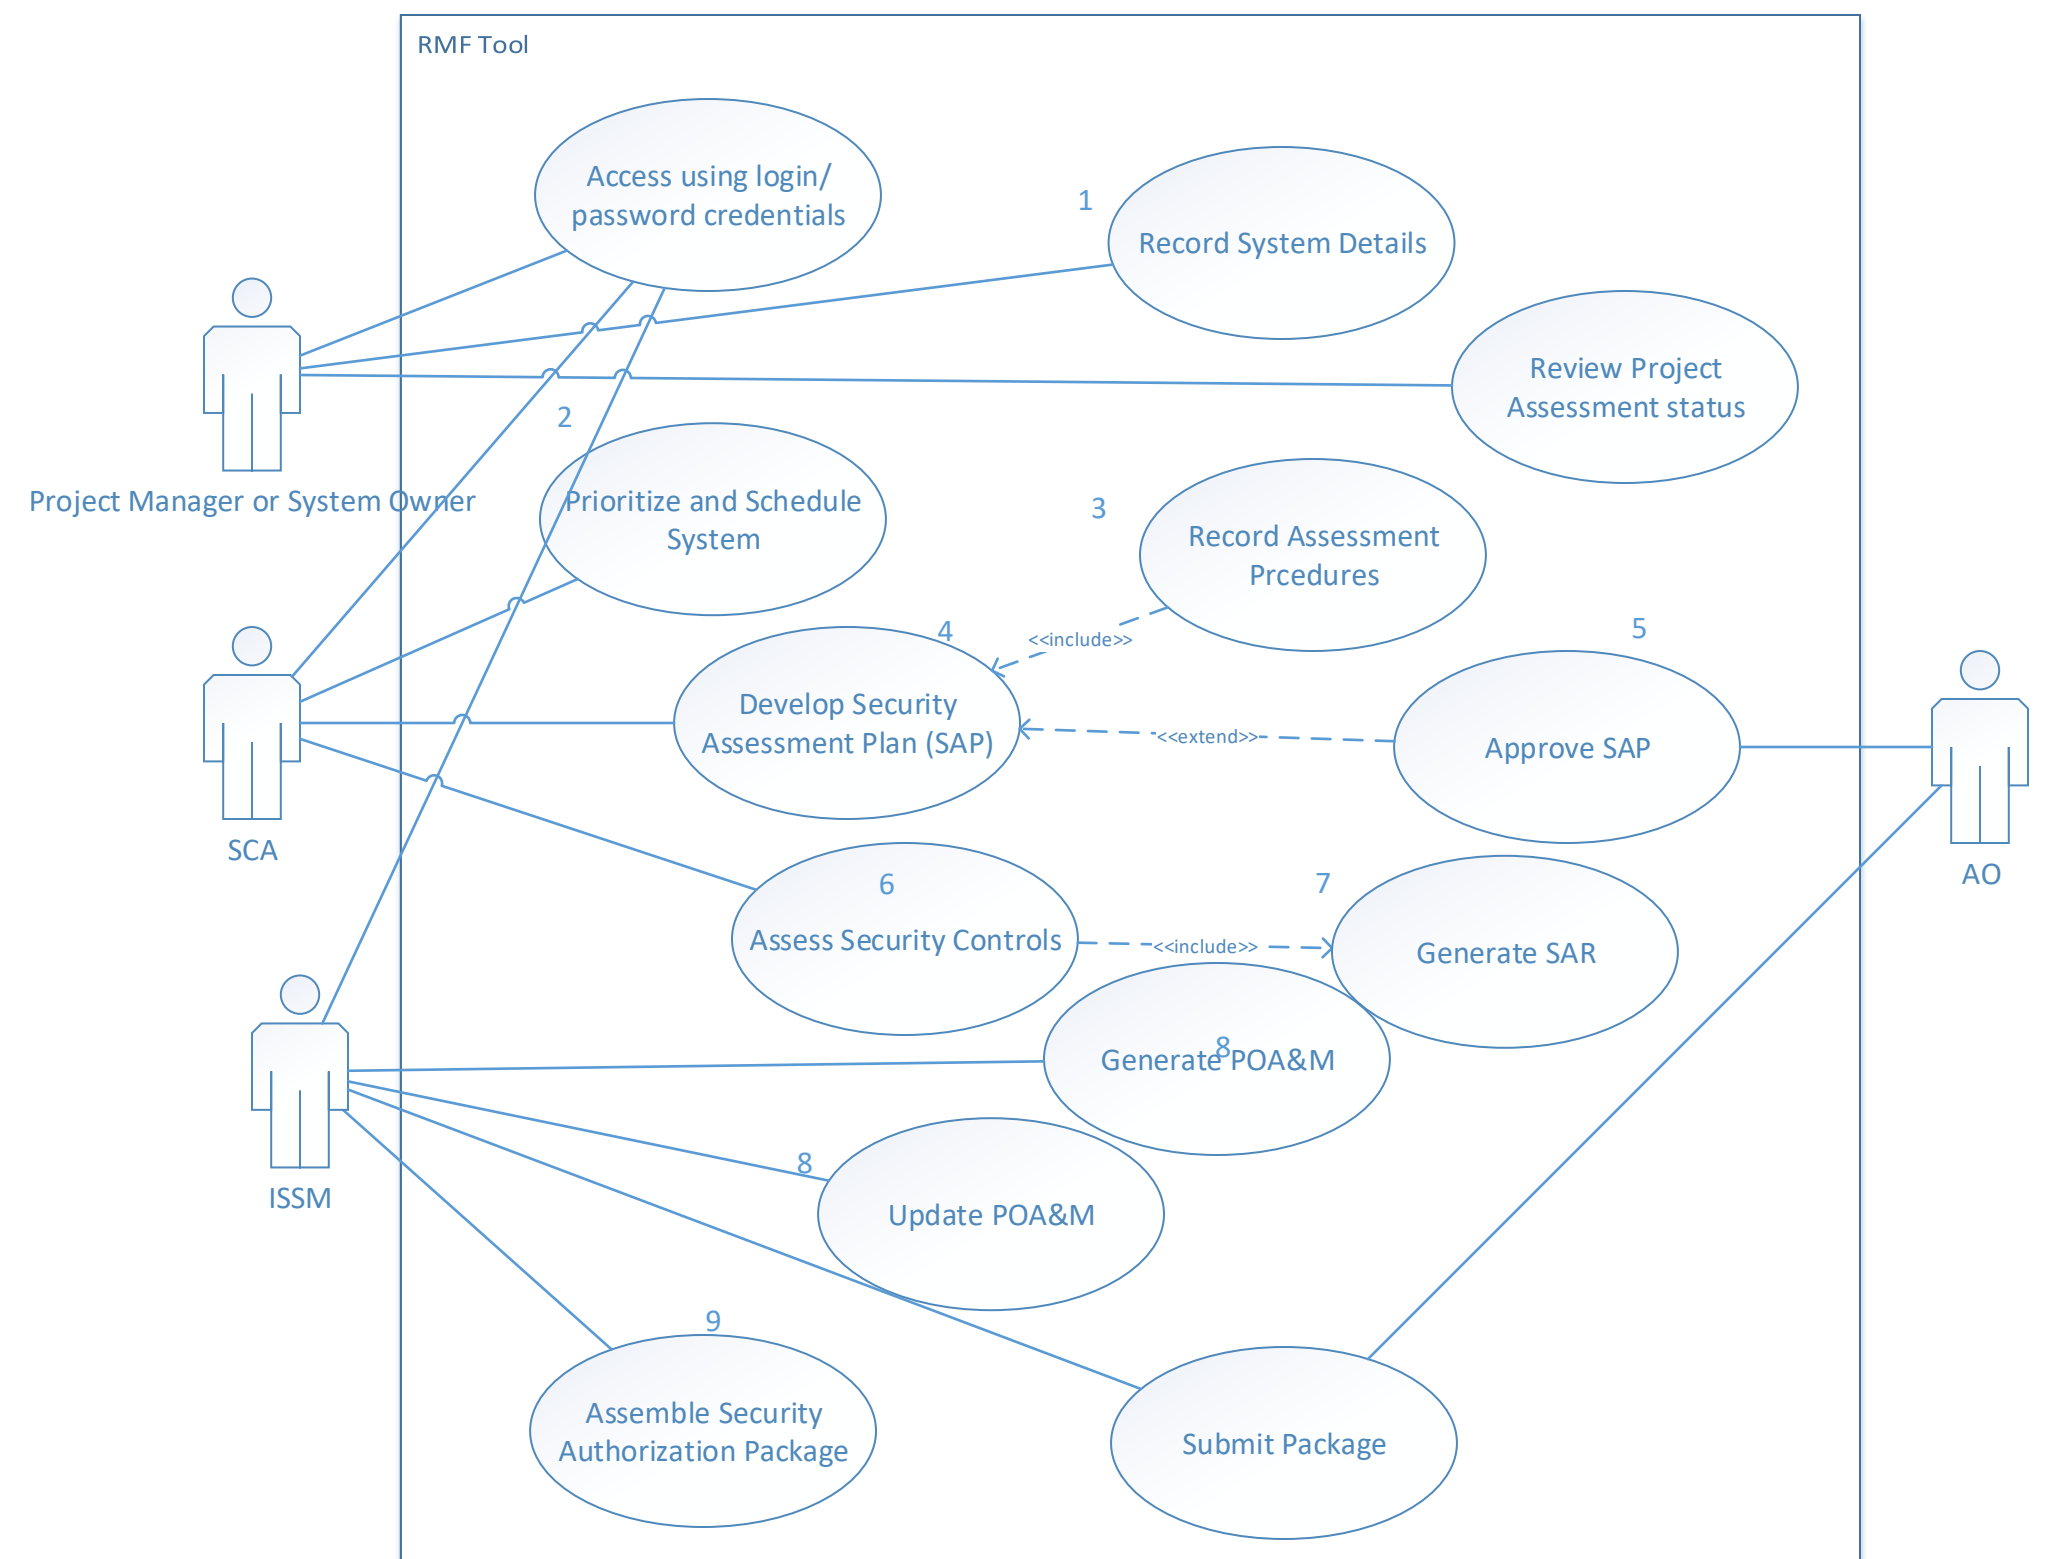 RMF Tool
Access using login/
password credentials
1
Record System Details
Review Project
Assessment status
2
Project Manager or System Owner
Prioritize and Schedule
System
3
Record Assessment
Prcedures
<<include>>
4
Develop Security
Assessment Plan (SAP)
<<extend>>
5
Approve SAP
SCA
AO
6
Assess Security Controls
<<include>>
7
Generate SAR
8
Generate POA&M
ISSM
8
Update POA&M
9
Assemble Security
Authorization Package
Submit Package